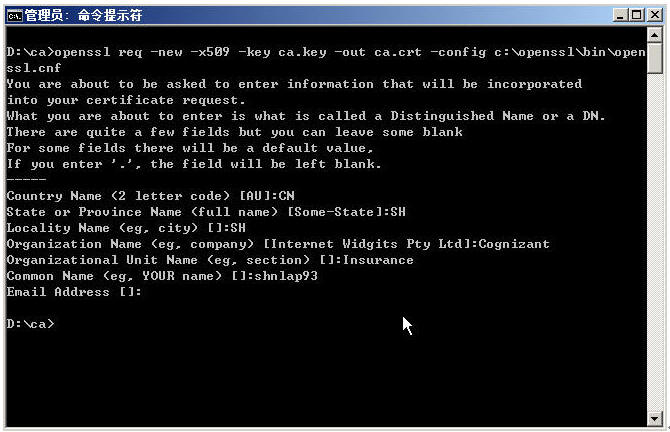 管理员: 命令提示符
D:\ca>openssl req -new -x509 -key ca.key -out ca.crt -config c:\openssl\bin\open
ssl.cnf
You are about to be asked to enter information that will be incorporated
into your certificate request.
What you are about to enter is what is called a Distinguished Name or a DN.
There are quite a few fields but you can leave some blank
For some fields there will be a default value,
If you enter '.', the field will be left blank.
-----
Country Name (2 letter code) [AU]:CN
State or Province Name (full name) [Some-State]:SH
Locality Name (eg, city) []:SH
Organization Name (eg, company) [Internet Widgits Pty Ltd]:Cognizant
Organizational Unit Name (eg, section) []:Insurance
Common Name (eg, YOUR name) []:shnlap93
Email Address []:
D:\ca>